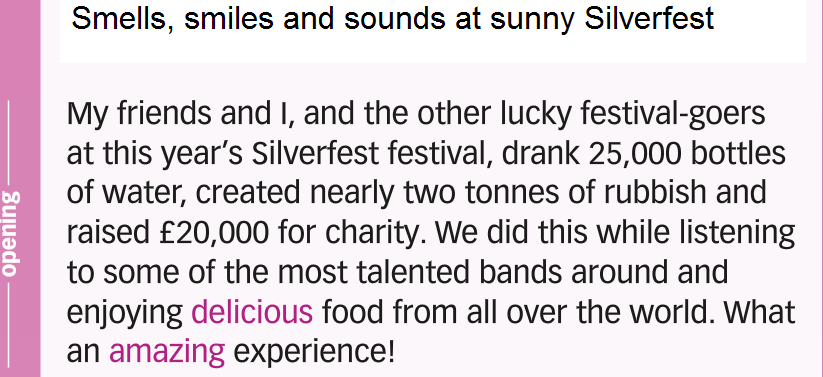 Smells, smiles and sounds at sunny Silverfest
My friends and I, and the other lucky festival-goers
at this year's Silverfest festival, drank 25,000 bottles
of water, created nearly two tonnes of rubbish and
raised £20,000 for charity. We did this while listening
to some of the most talented bands around and
enjoying delicious food from all over the world. What
an amazing experience!
opening